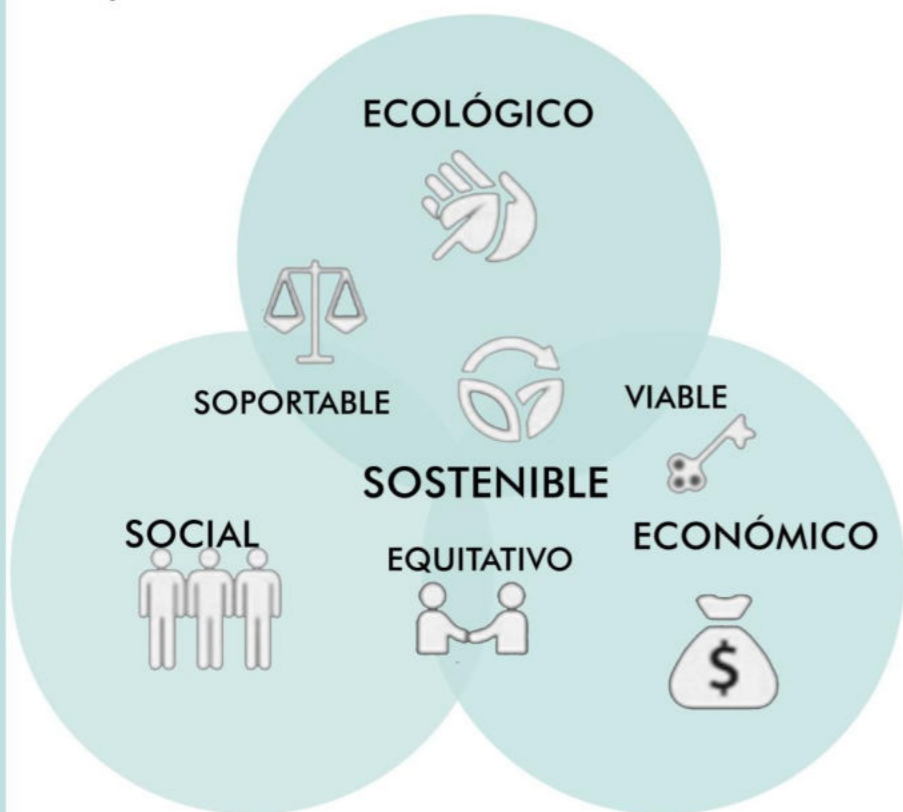 ECOLÓGICO
SOPORTABLE
VIABLE
SOSTENIBLE
SOCIAL
ECONÓMICO
EQUITATIVO
$